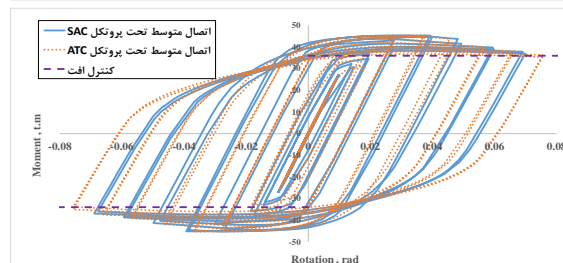 50
اتصال متوسط تحت پروتکل SAC
اتصال متوسط تحت پروتکل ATC
کنترل افت
40
30
20
10
0
-0.08 -0.06 -0.04 -0.02 0 0.02 0.04 0.06 0.08
-10
-20
-30
-40
-50
Moment , t.m
Rotation , rad